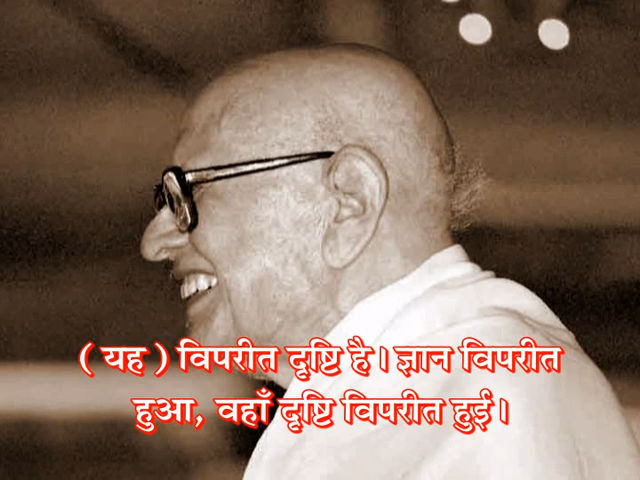 ( यह ) विपरीत दृष्टि है। ज्ञान विपरीत
हुआ, वहाँ दृष्टि विपरीत हुई।